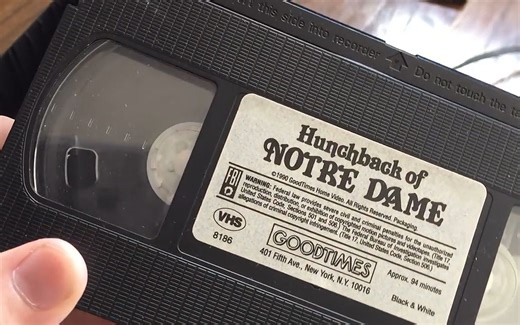 this side into recorder
Do not touch the
Hunchback of
NOTRE DAME
©1990 GoodTimes Home Video. All Rights Reserved. Packaging.
WARNING: Federal law provides severe civil and criminal penalties for the unauthorized
reproduction, distribution, or exhibition of copyrighted motion pictures and videotapes. (Title 17,
United States Code, Sections 501 and 506.) The Federal Bureau of Investigation investigates
allegations of criminal copyright infringement. (Title 17, United States Code, Section 506.)
VHS
8186
GOODTIMES
401 Fifth Ave., New York, N.Y. 10016
Approx. 94 minutes
Black & White